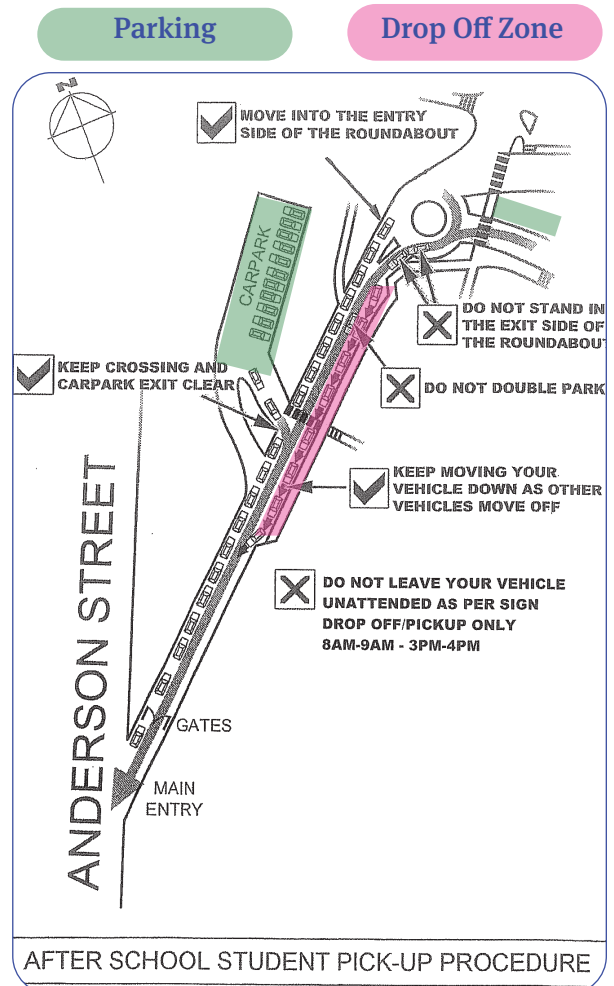 Parking
Drop Off Zone
N
MOVE INTO THE ENTRY
SIDE OF THE ROUNDABOUT
CARPARK
DO NOT STAND IN
THE EXIT SIDE OF
THE ROUNDABOUT
KEEP CROSSING AND
CARPARK EXIT CLEAR
DO NOT DOUBLE PARK
KEEP MOVING YOUR
VEHICLE DOWN AS OTHER
VEHICLES MOVE OFF
DO NOT LEAVE YOUR VEHICLE
UNATTENDED AS PER SIGN
DROP OFF/PICKUP ONLY
8AM-9AM - 3PM-4PM
ANDERSON STREET
GATES
MAIN
ENTRY
AFTER SCHOOL STUDENT PICK-UP PROCEDURE